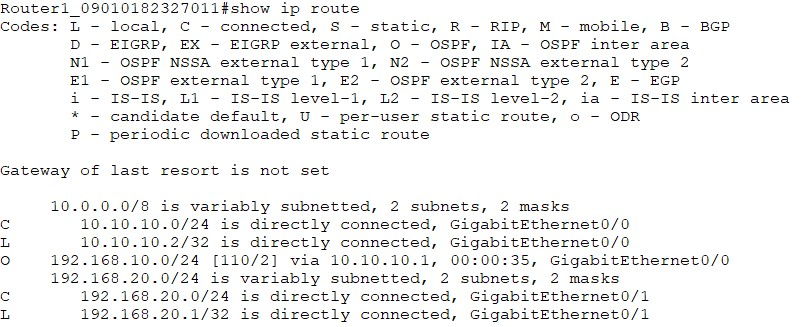 Router1_09010182327011#show ip route
Codes: L - local, C - connected, S - static, R - RIP, M - mobile, B - BGP
D - EIGRP, EX - EIGRP external, O - OSPF, IA - OSPF inter area
N1 - OSPF NSSA external type 1, N2 - OSPF NSSA external type 2
E1 - OSPF external type 1, E2 - OSPF external type 2, E - EGP
i - IS-IS, L1 - IS-IS level-1, L2 - IS-IS level-2, ia - IS-IS inter area
* - candidate default, U - per-user static route, o - ODR
P - periodic downloaded static route
Gateway of last resort is not set
10.0.0.0/8 is variably subnetted, 2 subnets, 2 masks
C 10.10.10.0/24 is directly connected, GigabitEthernet0/0
L 10.10.10.2/32 is directly connected, GigabitEthernet0/0
O 192.168.10.0/24 [110/2] via 10.10.10.1, 00:00:35, GigabitEthernet0/0
192.168.20.0/24 is variably subnetted, 2 subnets, 2 masks
C 192.168.20.0/24 is directly connected, GigabitEthernet0/1
L 192.168.20.1/32 is directly connected, GigabitEthernet0/1